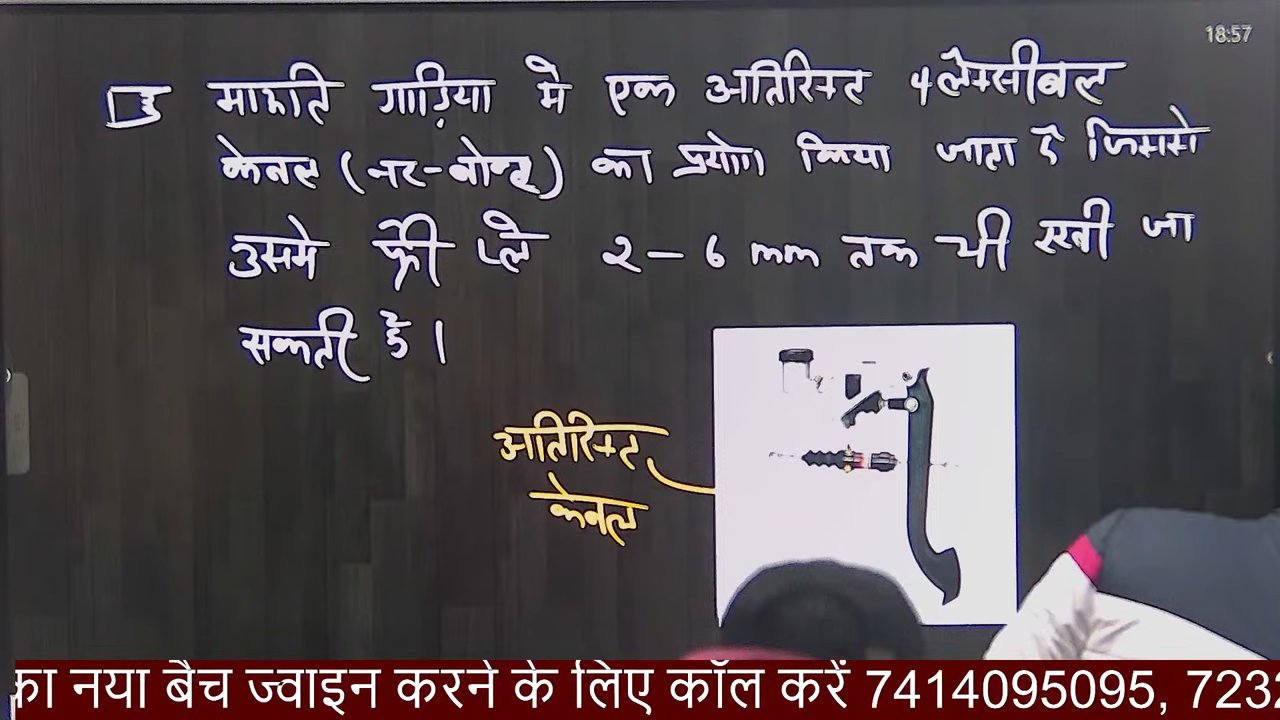 18:57
मारुति गाड़िया मे एक अतिरिक्त फ्लेक्सीबल
केबल (नट-बोल्ट) का प्रयोग किया जाता है जिससे
उसमे फ्री प्ले 2-6 mm तक भी रखी जा
सकती है।
अतिरिक्त
केबल
का नया बैच ज्वाइन करने के लिए कॉल करें 7414095095, 7232